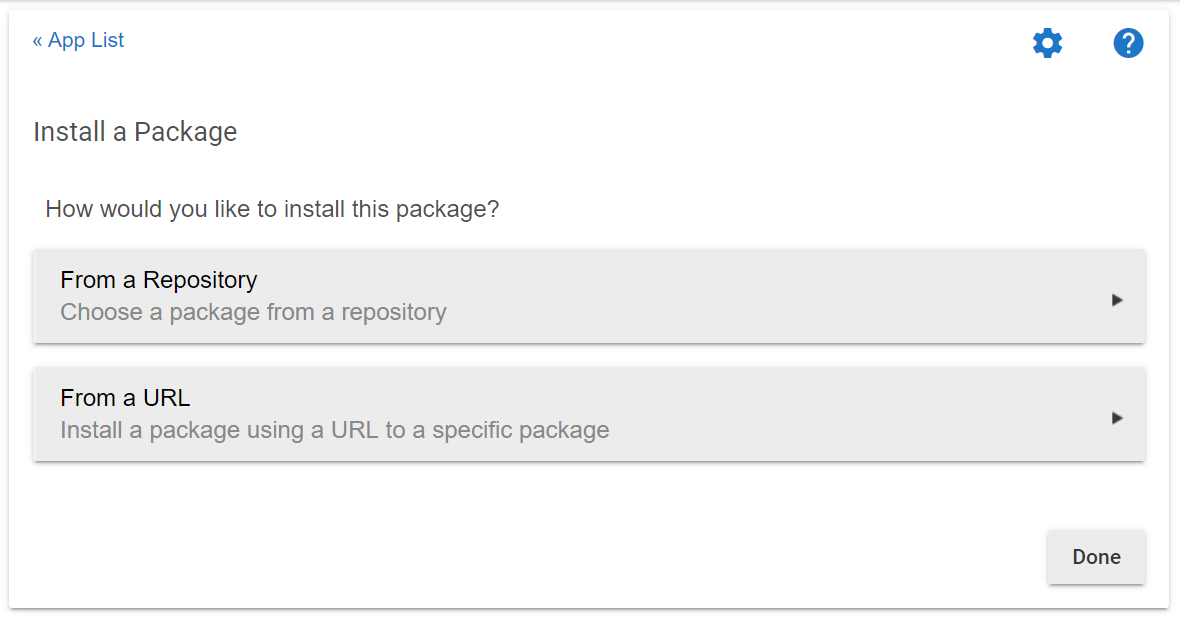 « App List
Install a Package
How would you like to install this package?
From a Repository
Choose a package from a repository
From a URL
Install a package using a URL to a specific package
Done